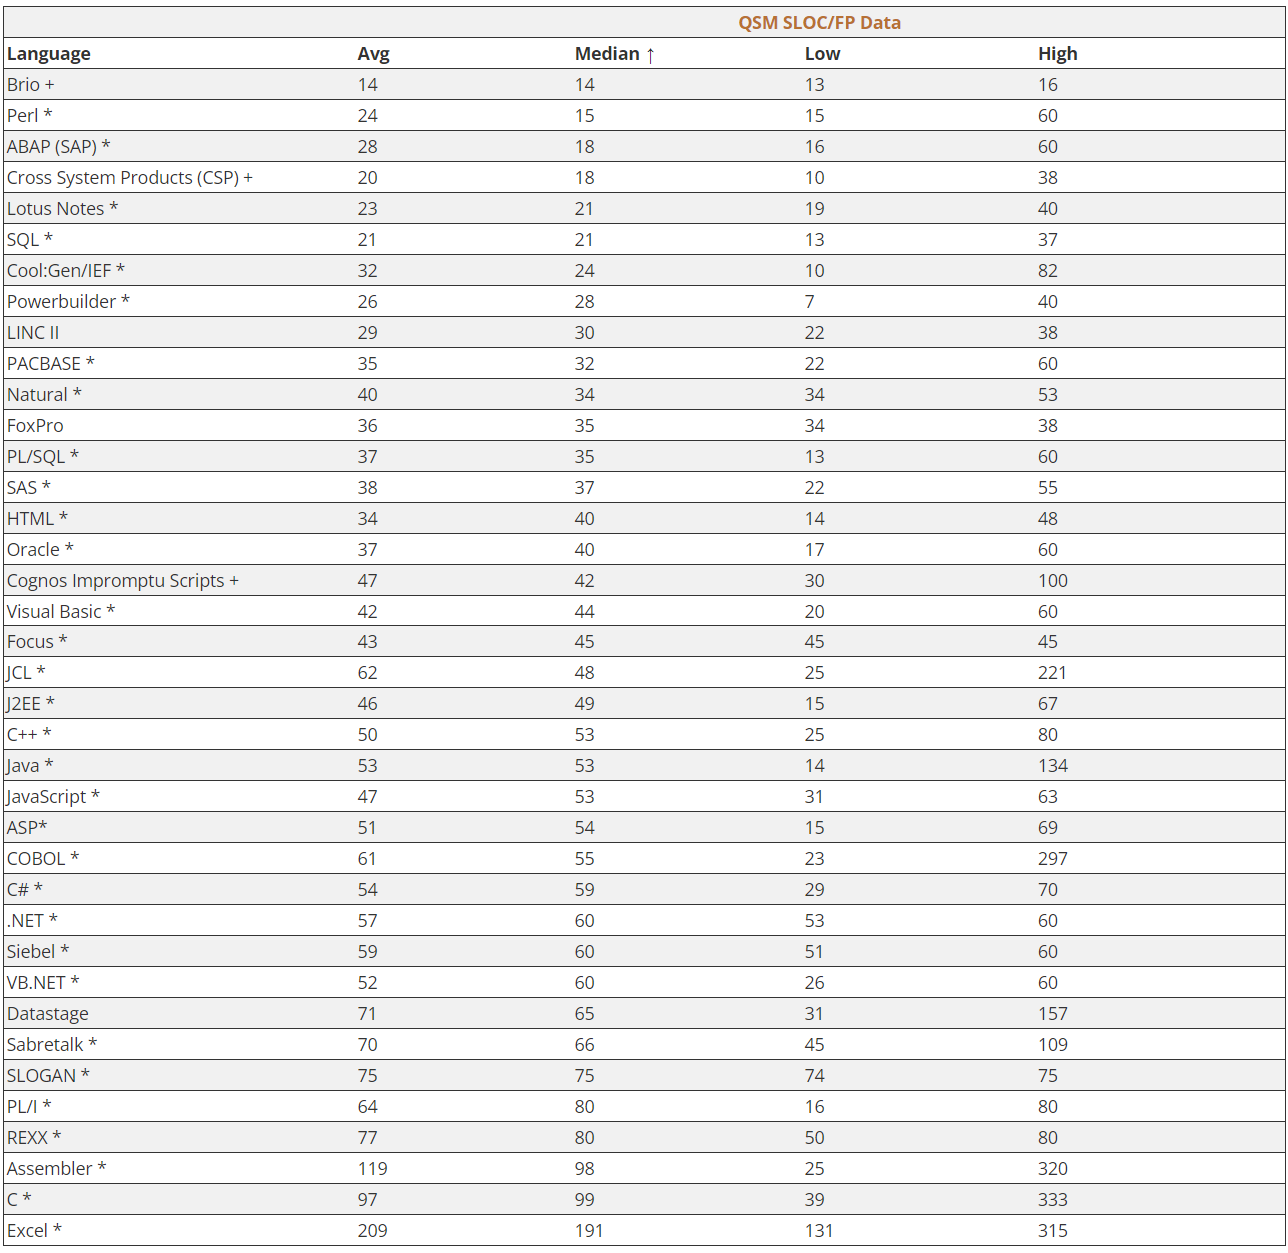 QSM SLOC/FP Data
Language Avg Median ↑ Low High
Brio + 14 14 13 16
Perl * 24 15 15 60
ABAP (SAP) * 28 18 16 60
Cross System Products (CSP) + 20 18 10 38
Lotus Notes * 23 21 19 40
SQL * 21 21 13 37
Cool:Gen/IEF * 32 24 10 82
Powerbuilder * 26 28 7 40
LINC II 29 30 22 38
PACBASE * 35 32 22 60
Natural * 40 34 34 53
FoxPro 36 35 34 38
PL/SQL * 37 35 13 60
SAS * 38 37 22 55
HTML * 34 40 14 48
Oracle * 37 40 17 60
Cognos Impromptu Scripts + 47 42 30 100
Visual Basic * 42 44 20 60
Focus * 43 45 45 45
JCL * 62 48 25 221
J2EE * 46 49 15 67
C++ * 50 53 25 80
Java * 53 53 14 134
JavaScript * 47 53 31 63
ASP* 51 54 15 69
COBOL * 61 55 23 297
C# * 54 59 29 70
.NET * 57 60 53 60
Siebel * 59 60 51 60
VB.NET * 52 60 26 60
Datastage 71 65 31 157
Sabretalk * 70 66 45 109
SLOGAN * 75 75 74 75
PL/I * 64 80 16 80
REXX * 77 80 50 80
Assembler * 119 98 25 320
C * 97 99 39 333
Excel * 209 191 131 315